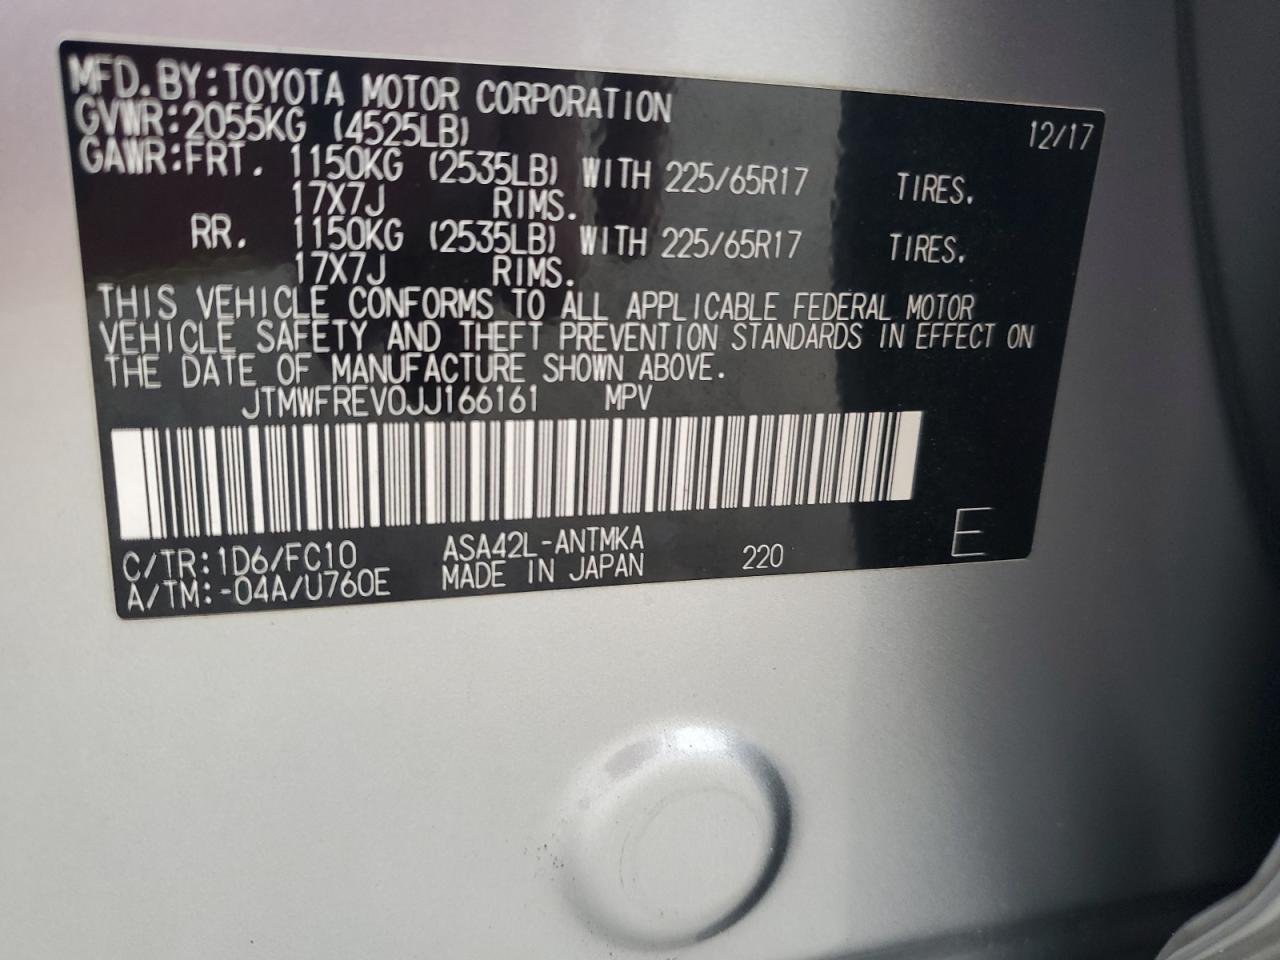 MFD.BY:TOYOTA MOTOR CORPORATION 12/17
GVWR:2055KG (4525LB)
GAWR:FRT. 1150KG (2535LB) WITH 225/65R17 TIRES.
17X7J RIMS.
RR. 1150KG (2535LB) WITH 225/65R17 TIRES.
17X7J RIMS.
THIS VEHICLE CONFORMS TO ALL APPLICABLE FEDERAL MOTOR
VEHICLE SAFETY AND THEFT PREVENTION STANDARDS IN EFFECT ON
THE DATE OF MANUFACTURE SHOWN ABOVE.
JTMWFREV0JJ166161 MPV
C/TR:1D6/FC10 ASA42L-ANTMKA 220 E
A/TM:-04A/U760E MADE IN JAPAN